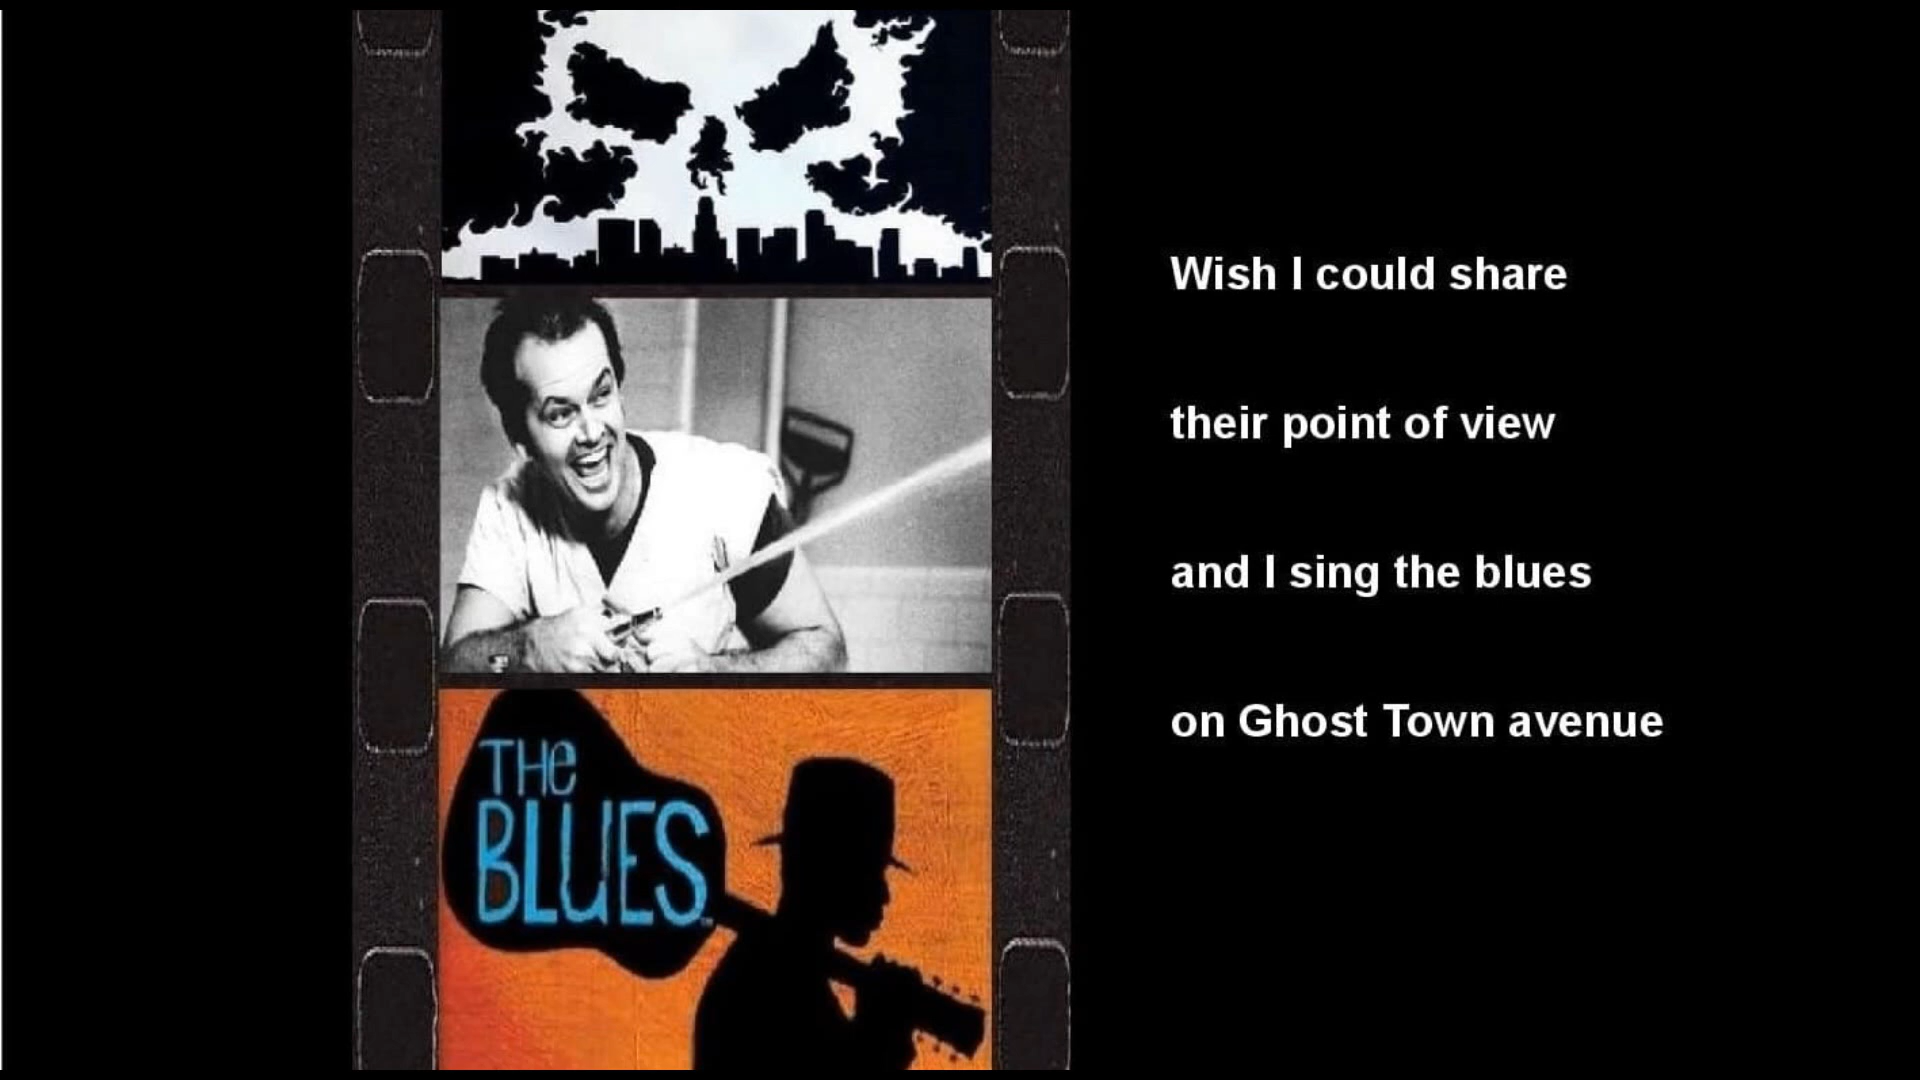 Wish I could share
their point of view
and I sing the blues
on Ghost Town avenue
THE
BLUES